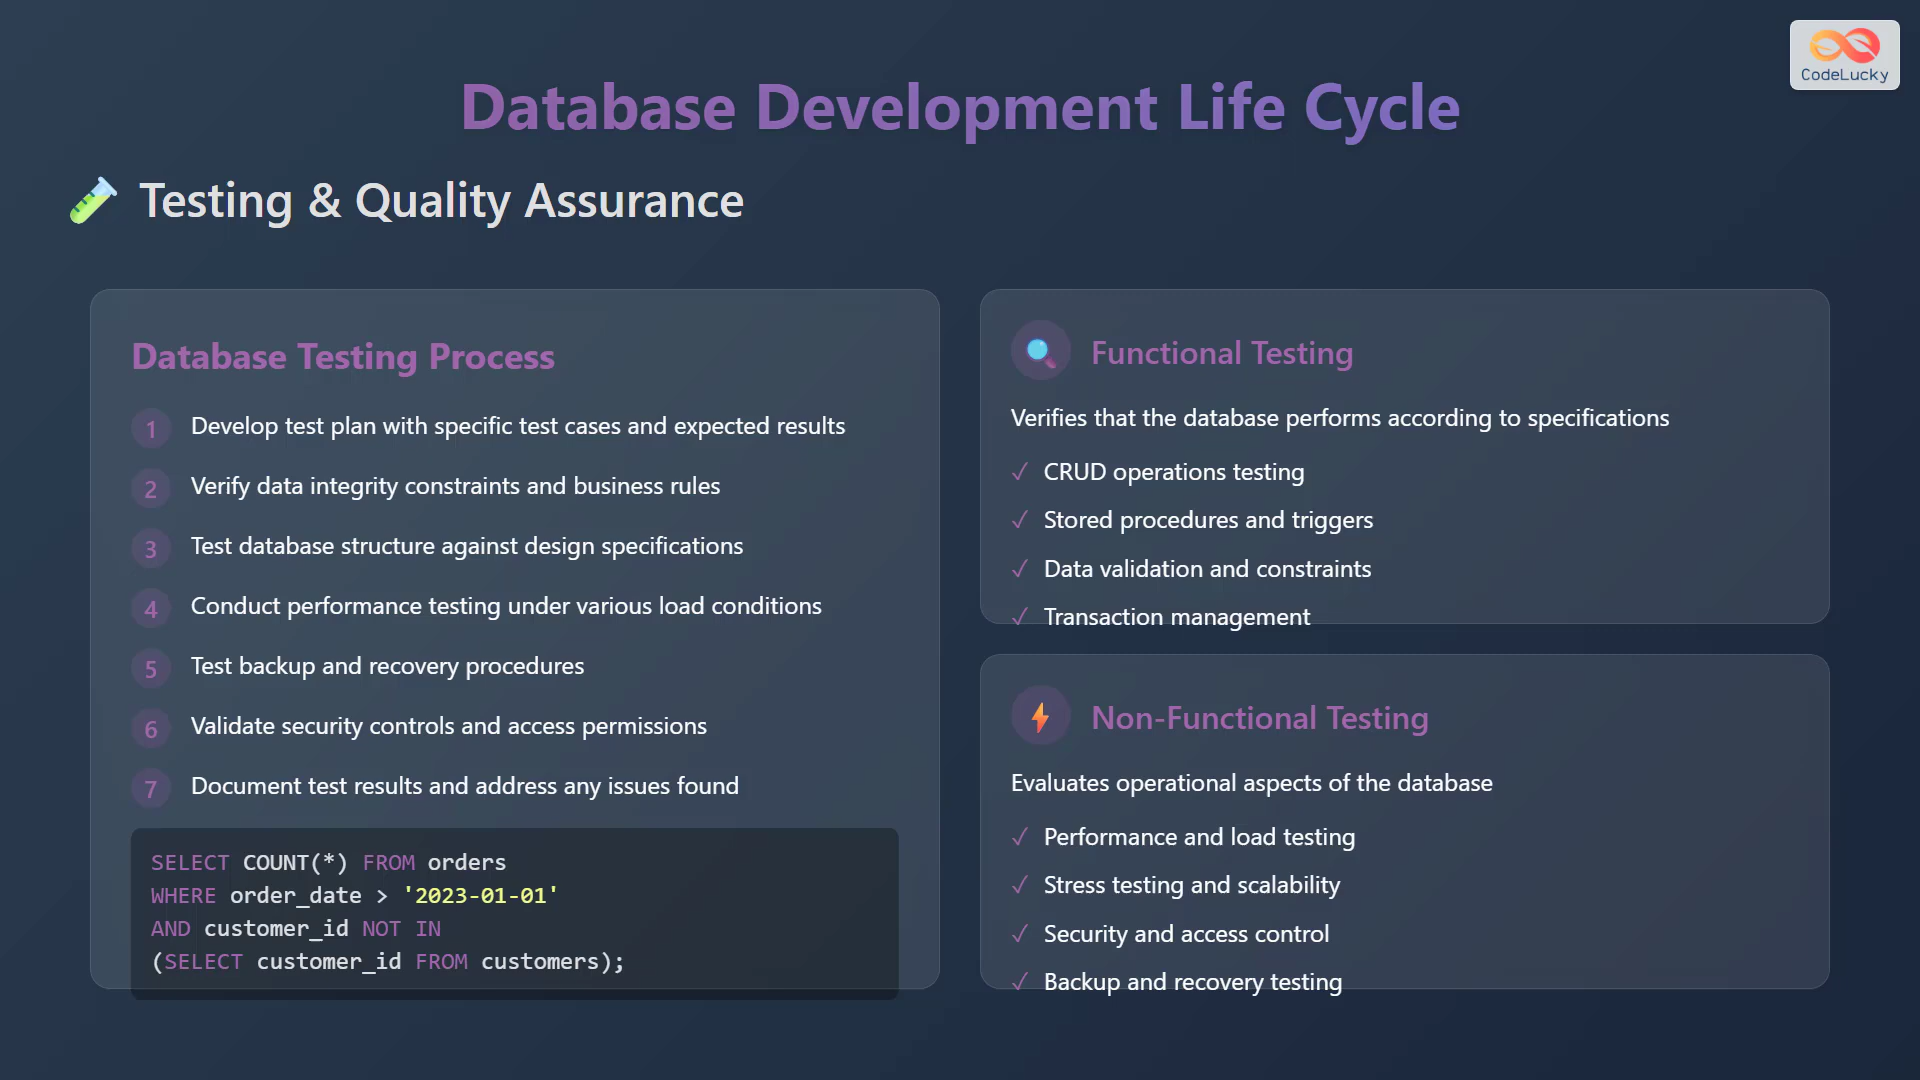 CodeLucky
Database Development Life Cycle
Testing & Quality Assurance
Database Testing Process
1 Develop test plan with specific test cases and expected results
2 Verify data integrity constraints and business rules
3 Test database structure against design specifications
4 Conduct performance testing under various load conditions
5 Test backup and recovery procedures
6 Validate security controls and access permissions
7 Document test results and address any issues found
SELECT COUNT(*) FROM orders
WHERE order_date > '2023-01-01'
AND customer_id NOT IN
(SELECT customer_id FROM customers);
Functional Testing
Verifies that the database performs according to specifications
✓ CRUD operations testing
✓ Stored procedures and triggers
✓ Data validation and constraints
✓ Transaction management
Non-Functional Testing
Evaluates operational aspects of the database
✓ Performance and load testing
✓ Stress testing and scalability
✓ Security and access control
✓ Backup and recovery testing